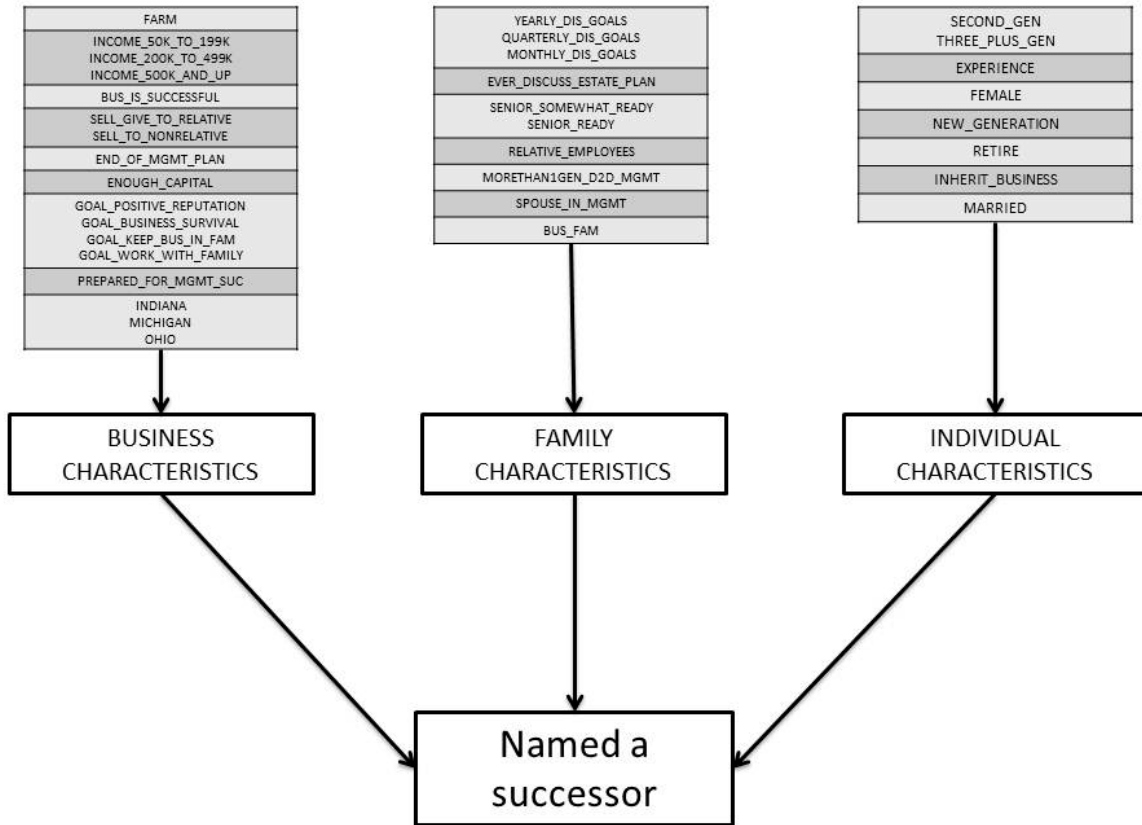 FARM
INCOME_50K_TO_199K
INCOME_200K_TO_499K
INCOME_500K_AND_UP
BUS_IS_SUCCESSFUL
SELL_GIVE_TO_RELATIVE
SELL_TO_NONRELATIVE
END_OF_MGMT_PLAN
ENOUGH_CAPITAL
GOAL_POSITIVE_REPUTATION
GOAL_BUSINESS_SURVIVAL
GOAL_KEEP_BUS_IN_FAM
GOAL_WORK_WITH_FAMILY
PREPARED_FOR_MGMT_SUC
INDIANA
MICHIGAN
OHIO
YEARLY_DIS_GOALS
QUARTERLY_DIS_GOALS
MONTHLY_DIS_GOALS
EVER_DISCUSS_ESTATE_PLAN
SENIOR_SOMEWHAT_READY
SENIOR_READY
RELATIVE_EMPLOYEES
MORETHAN1GEN_D2D_MGMT
SPOUSE_IN_MGMT
BUS_FAM
SECOND_GEN
THREE_PLUS_GEN
EXPERIENCE
FEMALE
NEW_GENERATION
RETIRE
INHERIT_BUSINESS
MARRIED
BUSINESS
CHARACTERISTICS
FAMILY
CHARACTERISTICS
INDIVIDUAL
CHARACTERISTICS
Named a
successor